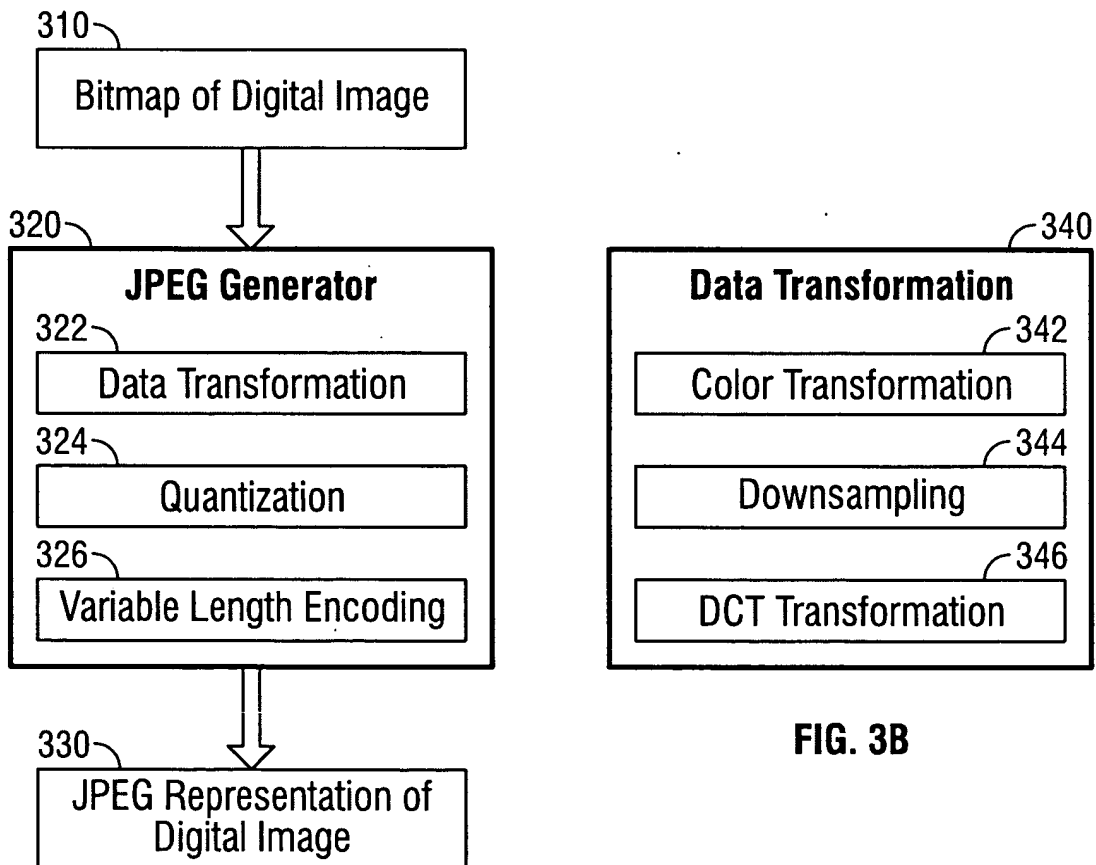 310
Bitmap of Digital Image
320
JPEG Generator
322
Data Transformation
324
Quantization
326
Variable Length Encoding
330
JPEG Representation of
Digital Image
340
Data Transformation
342
Color Transformation
344
Downsampling
346
DCT Transformation
FIG. 3B